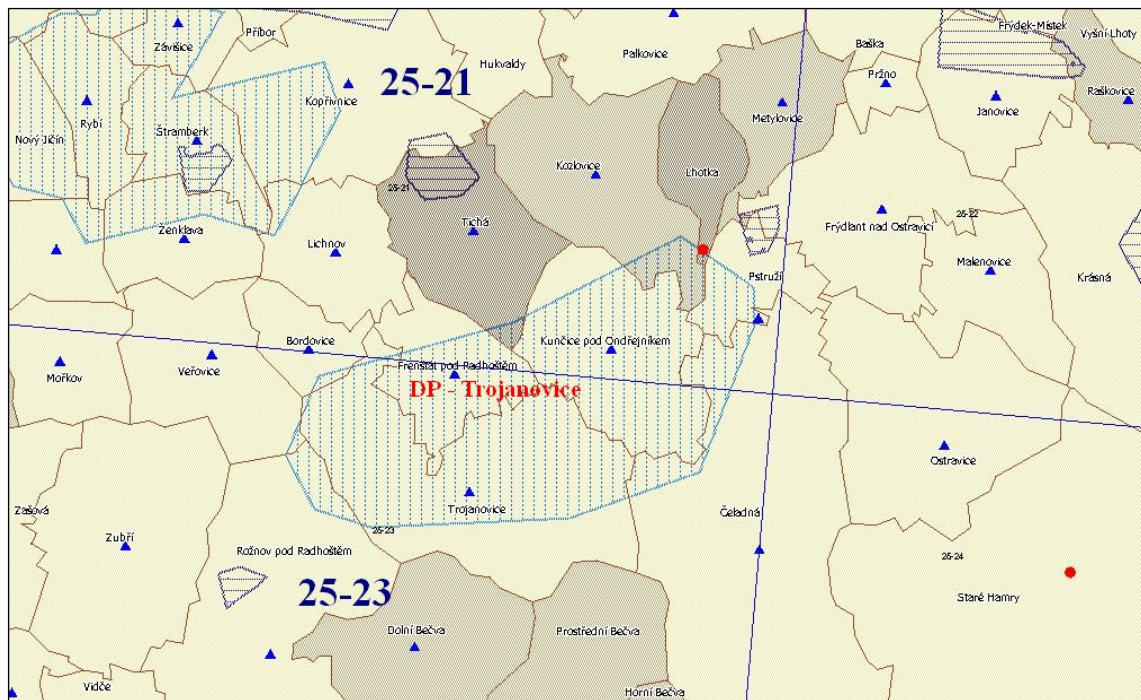 Příbor
Závišice
Hukvaldy
Palkovice
Baška
Frýdek-Místek
Vyšní Lhoty
Pržno
25-21
Kopřivnice
Rybí
Janovice
Raškovice
Metylovice
Štramberk
Nový Jičín
Kozlovice
Lhotka
25-21
Tichá
25-22
Frýdlant nad Ostravicí
Ženklava
Lichnov
Malenovice
Pstruží
Krásná
Bordovice
Kunčice pod Ondřejníkem
Mořkov
Veřovice
Frenštát pod Radhoštěm
DP - Trojanovice
Ostravice
Trojanovice
Čeladná
Zašová
25-23
Zubří
Rožnov pod Radhoštěm
25-24
25-23
Staré Hamry
Dolní Bečva
Prostřední Bečva
Vidče
Horní Bečva